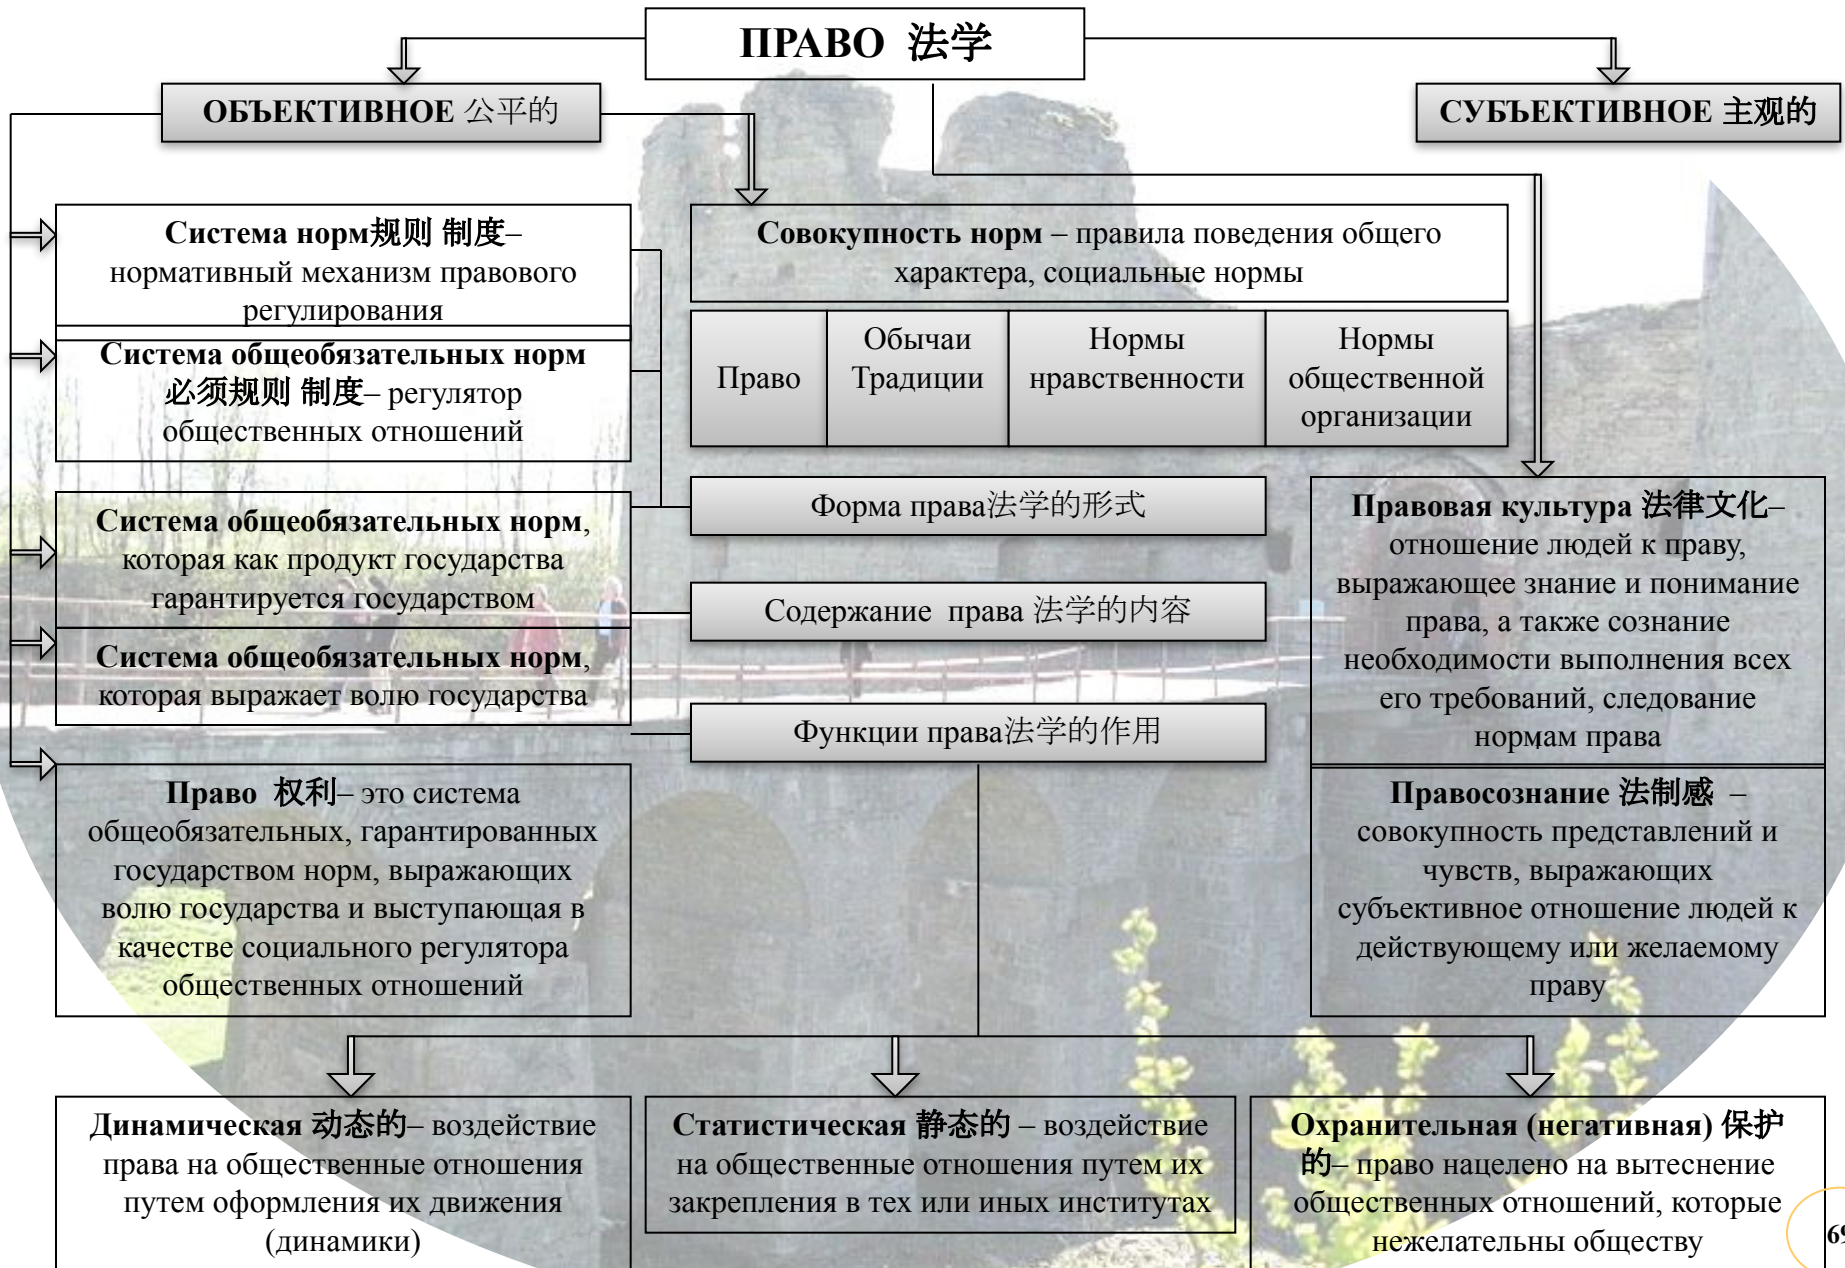 ПРАВО 法学
ОБЪЕКТИВНОЕ 公平的
СУБЪЕКТИВНОЕ 主观的
Система норм规则 制度–
нормативный механизм правового
регулирования
Система общеобязательных норм
必须规则 制度– регулятор
общественных отношений
Система общеобязательных норм,
которая как продукт государства
гарантируется государством
Система общеобязательных норм,
которая выражает волю государства
Право 权利– это система
общеобязательных, гарантированных
государством норм, выражающих
волю государства и выступающая в
качестве социального регулятора
общественных отношений
Совокупность норм – правила поведения общего
характера, социальные нормы
Право
Обычаи
Традиции
Нормы
нравственности
Нормы
общественной
организации
Форма права法学的形式
Содержание права 法学的内容
Функции права法学的作用
Правовая культура 法律文化–
отношение людей к праву,
выражающее знание и понимание
права, а также сознание
необходимости выполнения всех
его требований, следование
нормам права
Правосознание 法制感 –
совокупность представлений и
чувств, выражающих
субъективное отношение людей к
действующему или желаемому
праву
Динамическая 动态的– воздействие
права на общественные отношения
путем оформления их движения
(динамики)
Статистическая 静态的 – воздействие
на общественные отношения путем их
закрепления в тех или иных институтах
Охранительная (негативная) 保护
的– право нацелено на вытеснение
общественных отношений, которые
нежелательны обществу
69